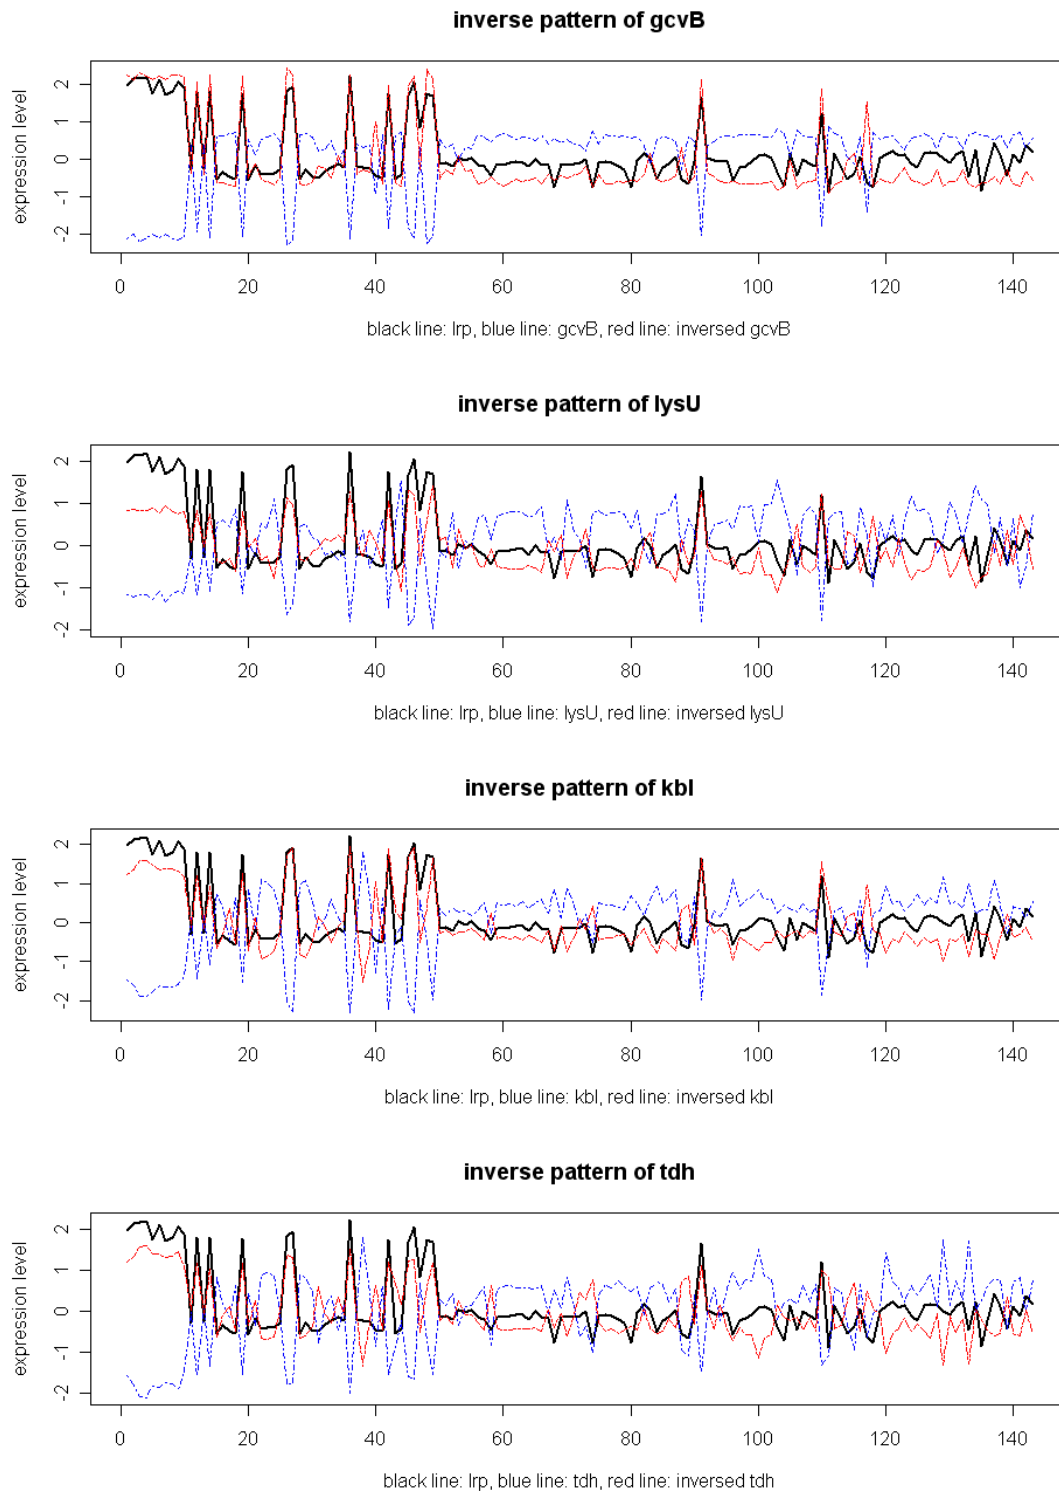 inverse pattern of gcvB
expression level
2
1
0
-1
-2
0 20 40 60 80 100 120 140
black line: lrp, blue line: gcvB, red line: inversed gcvB
inverse pattern of lysU
expression level
2
1
0
-1
-2
0 20 40 60 80 100 120 140
black line: lrp, blue line: lysU, red line: inversed lysU
inverse pattern of kbl
expression level
2
1
0
-1
-2
0 20 40 60 80 100 120 140
black line: lrp, blue line: kbl, red line: inversed kbl
inverse pattern of tdh
expression level
2
1
0
-1
-2
0 20 40 60 80 100 120 140
black line: lrp, blue line: tdh, red line: inversed tdh